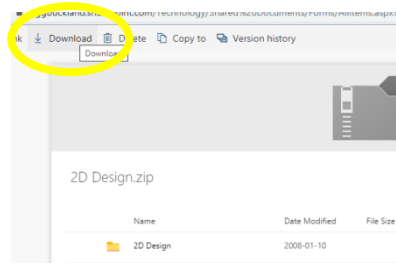 Download Delete Copy to Version history
Download
2D Design.zip
Name Date Modified File Size
2D Design 2008-01-10